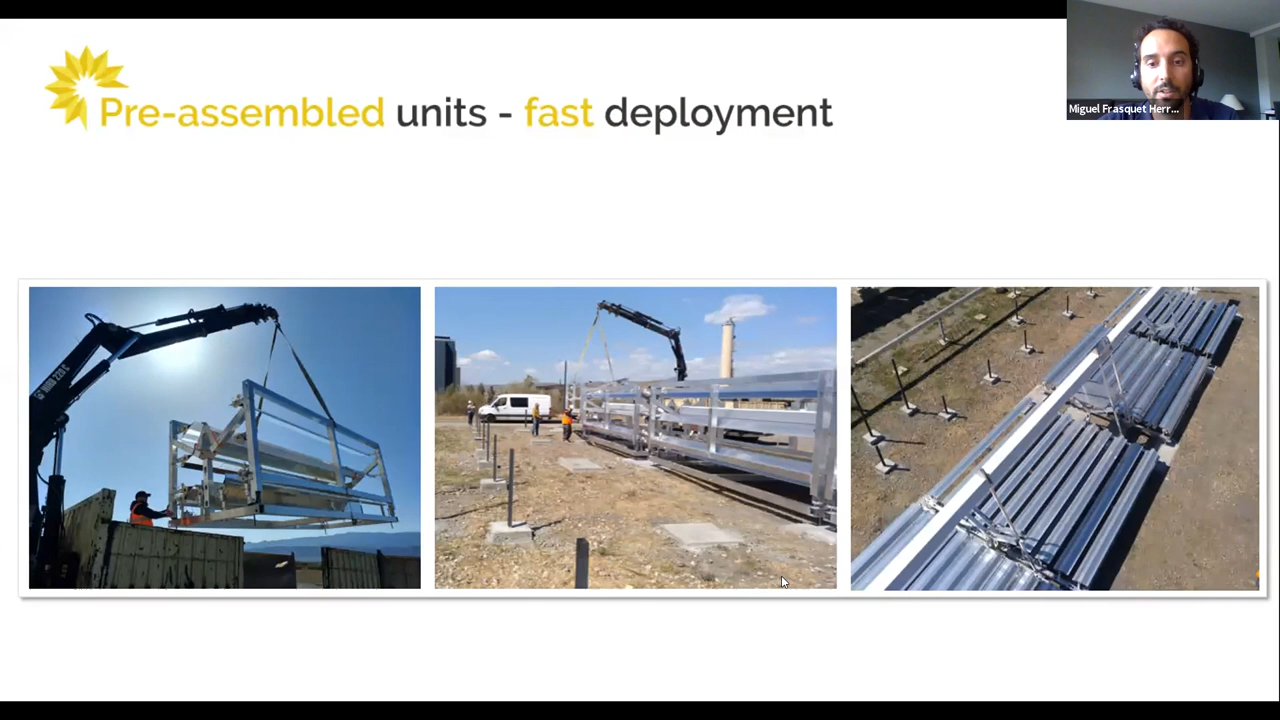 Pre-assembled units - fast deployment
Miguel Frasquet Herr...